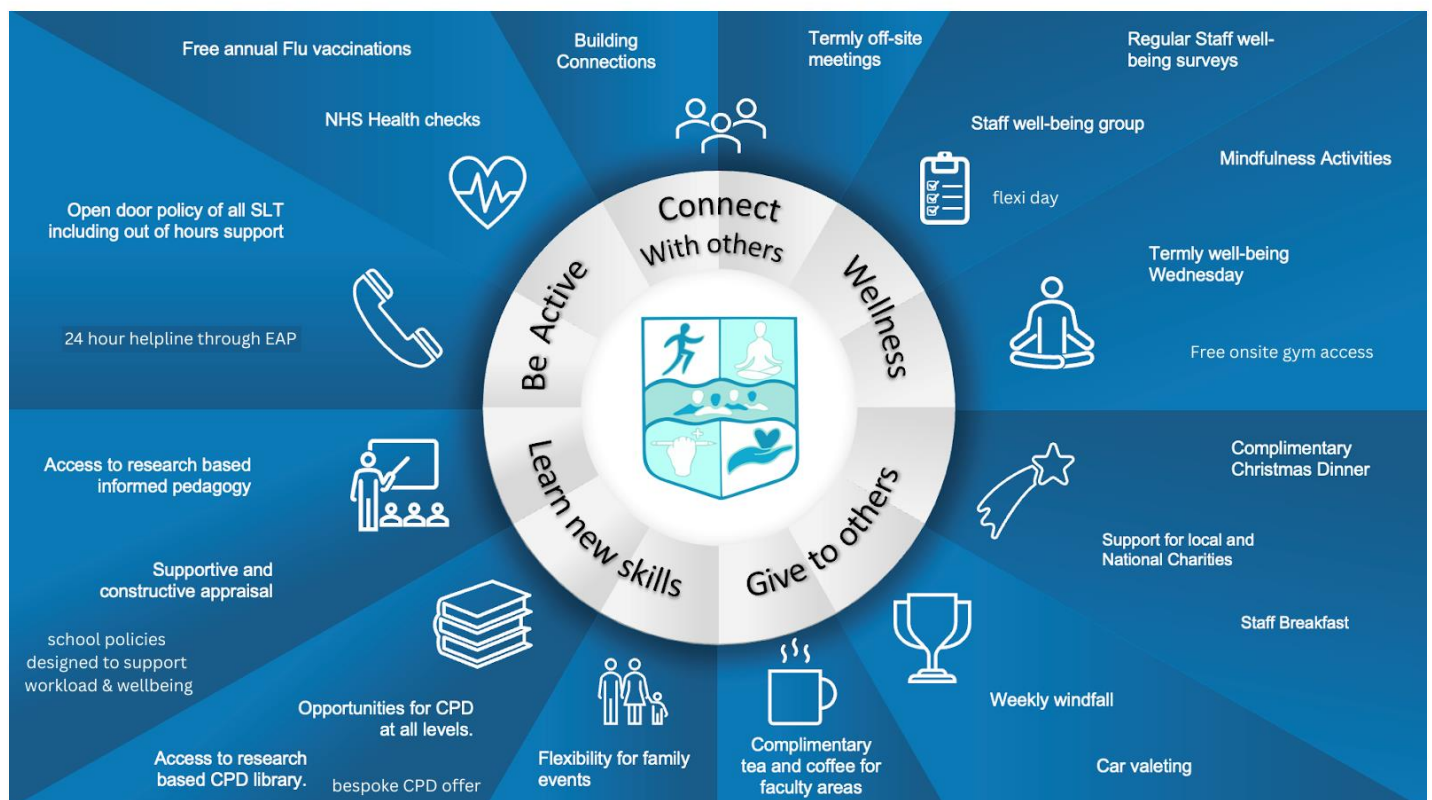 Free annual Flu vaccinations
Building
Connections
Termly off-site
meetings
Regular Staff well-
being surveys
NHS Health checks
Staff well-being group
Mindfulness Activities
flexi day
Open door policy of all SLT
including out of hours support
Termly well-being
Wednesday
24 hour helpline through EAP
Free onsite gym access
Connect
With others
Be Active
Wellness
Learn new skills
Give to others
Access to research based
informed pedagogy
Complimentary
Christmas Dinner
Supportive and
constructive appraisal
Support for local and
National Charities
school policies
designed to support
workload & wellbeing
Staff Breakfast
Opportunities for CPD
at all levels.
Weekly windfall
Access to research
based CPD library.
bespoke CPD offer
Flexibility for family
events
Complimentary
tea and coffee for
faculty areas
Car valeting